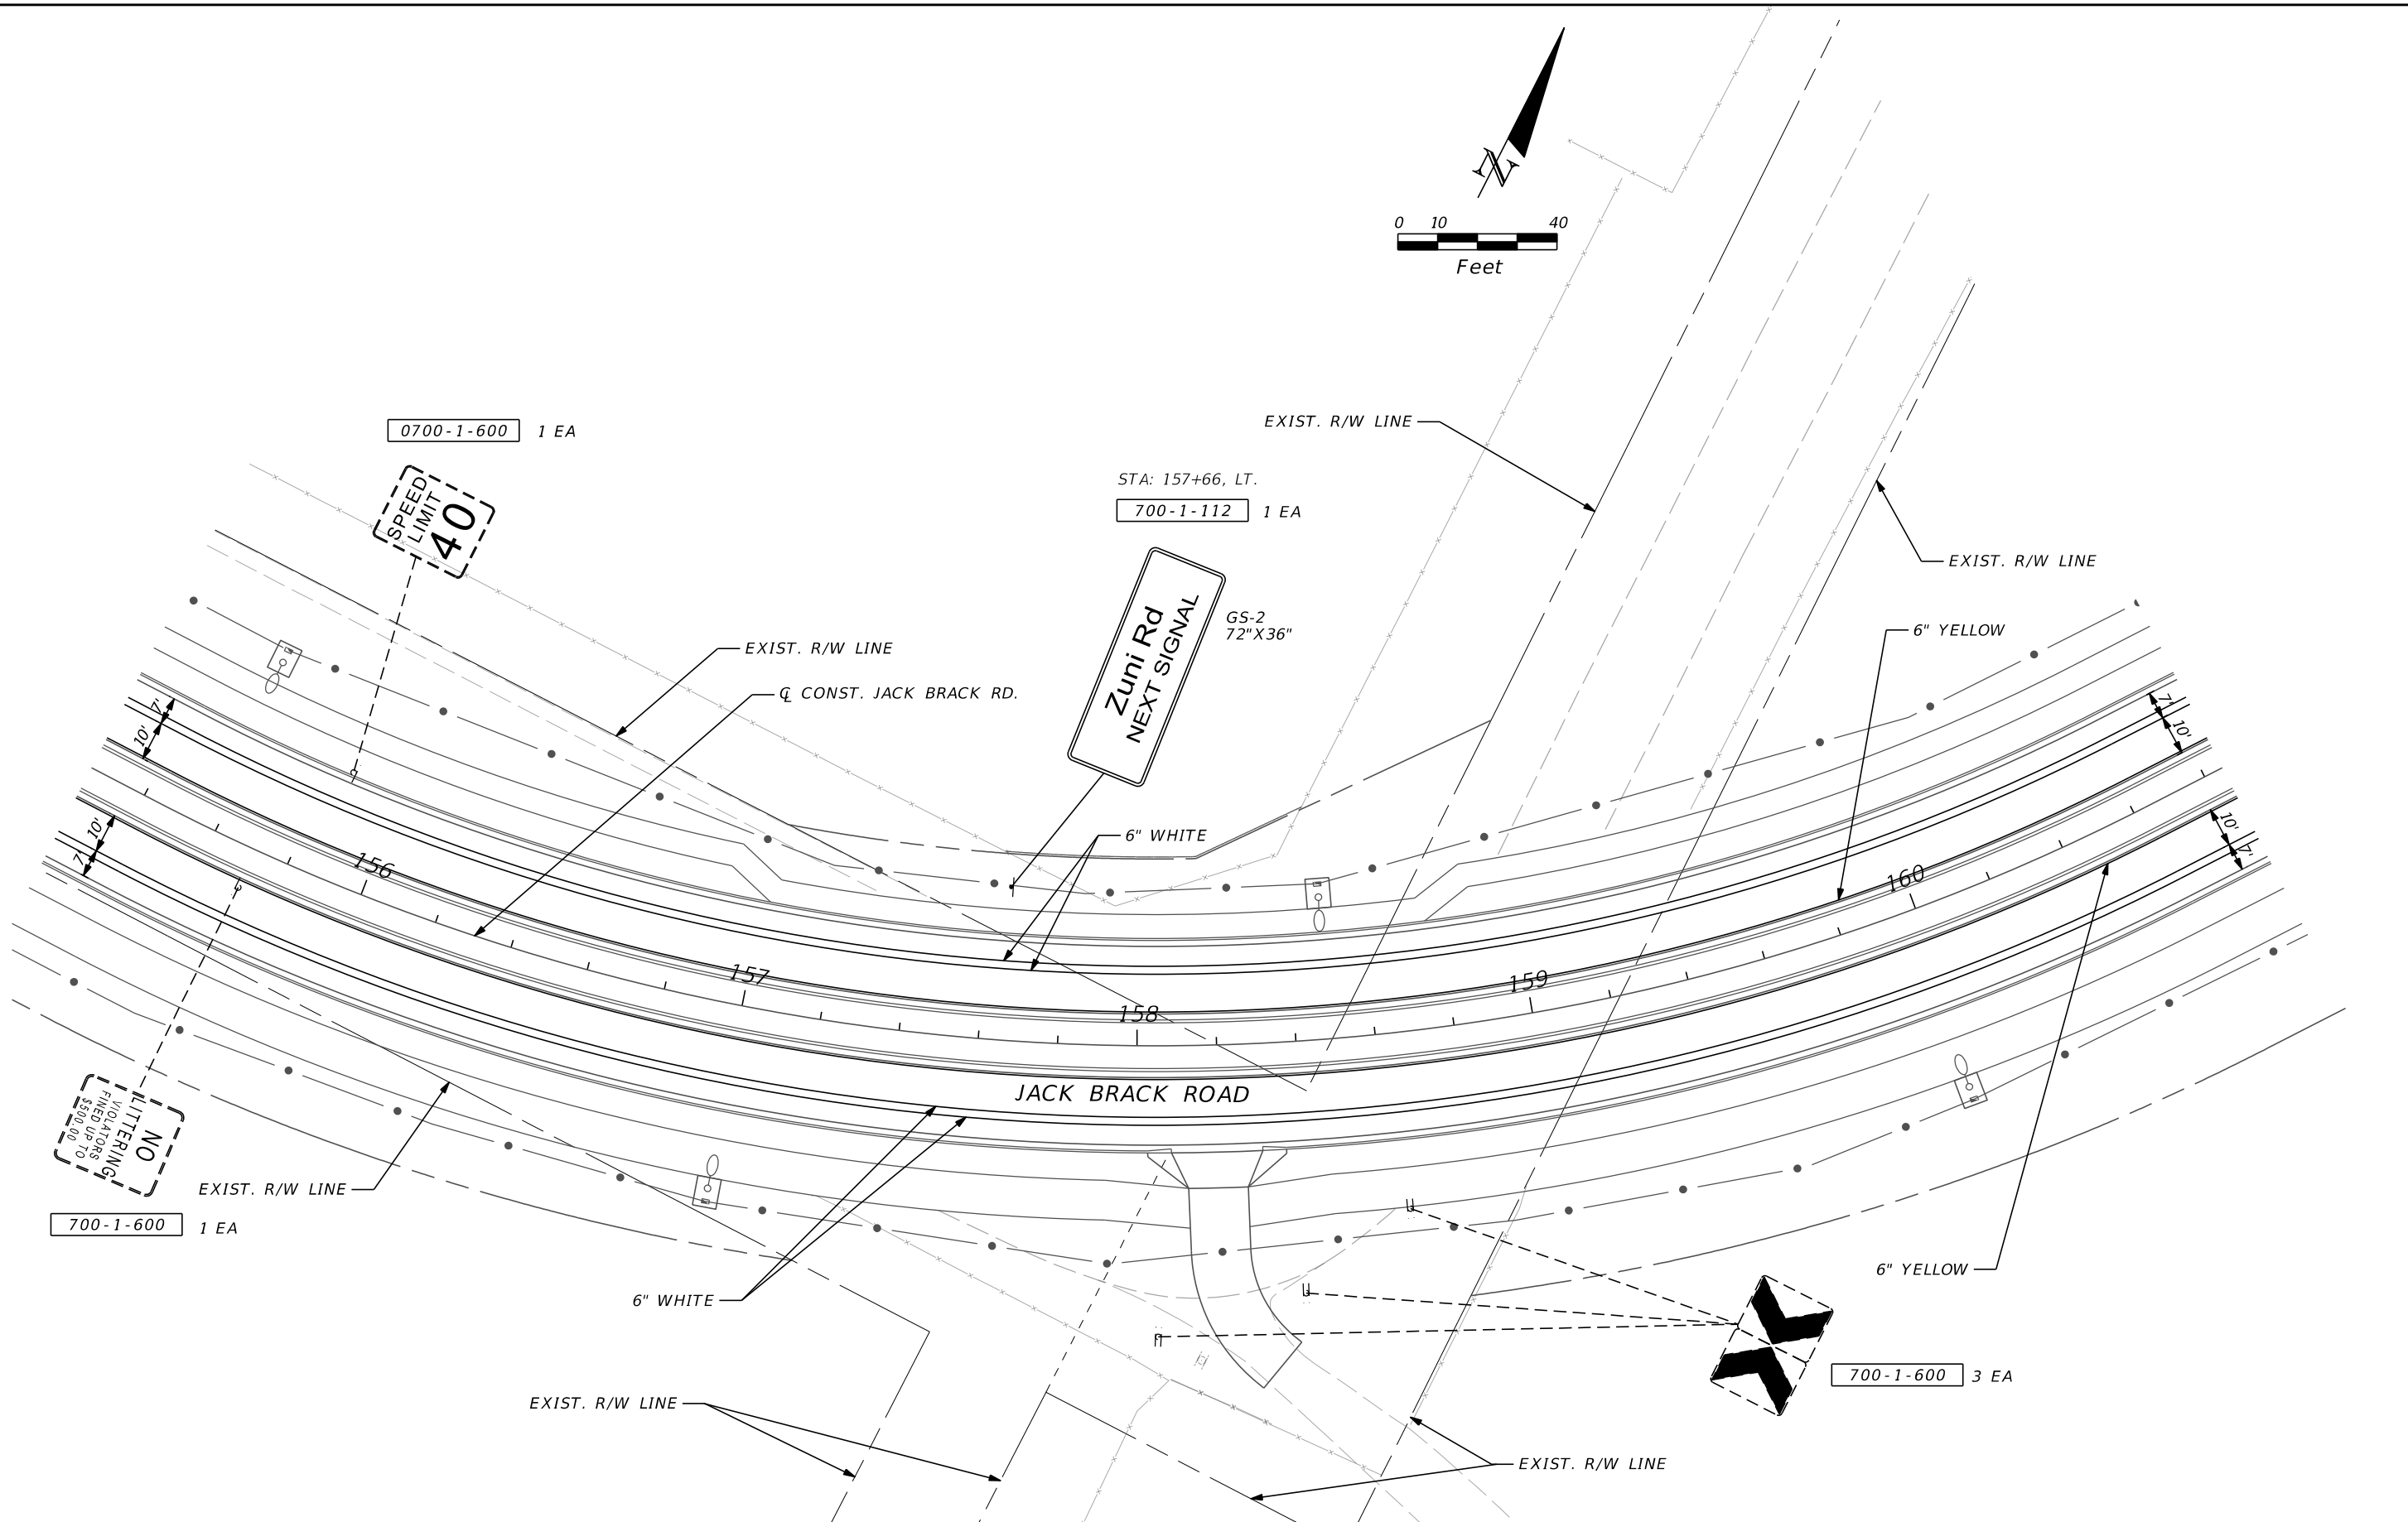 N
0 10 40
Feet
0700-1-600 1 EA
SPEED
LIMIT
40
EXIST. R/W LINE
STA: 157+66, LT.
700-1-112 1 EA
EXIST. R/W LINE
Zuni Rd
NEXT SIGNAL
GS-2
72"X36"
6" YELLOW
EXIST. R/W LINE
℄ CONST. JACK BRACK RD.
7'
10'
7'
10'
6" WHITE
10'
7'
10'
7'
156
157
158
159
160
JACK BRACK ROAD
NO
LITTERING
VIOLATORS
FINED UP TO
$500.00
EXIST. R/W LINE
700-1-600 1 EA
6" WHITE
6" YELLOW
700-1-600 3 EA
EXIST. R/W LINE
EXIST. R/W LINE